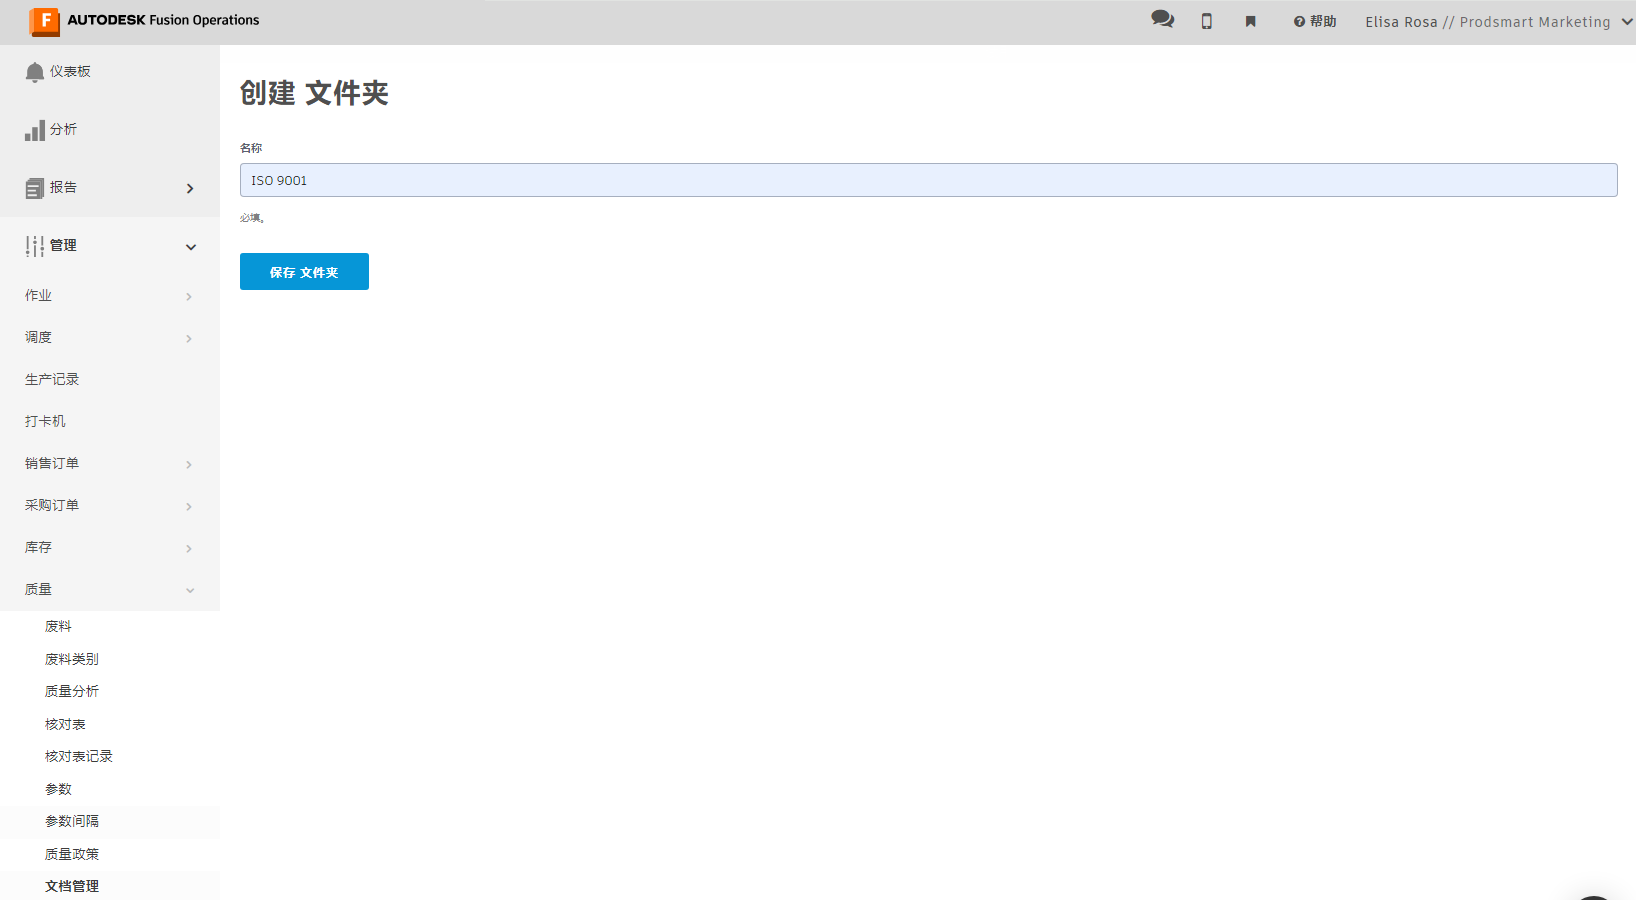 AUTODESK Fusion Operations
帮助
Elisa Rosa // Prodsmart Marketing
仪表板
分析
报告
管理
作业
调度
生产记录
打卡机
销售订单
采购订单
库存
质量
废料
废料类别
质量分析
核对表
核对表记录
参数
参数间隔
质量政策
文档管理
创建 文件夹
名称
ISO 9001
必填。
保存 文件夹